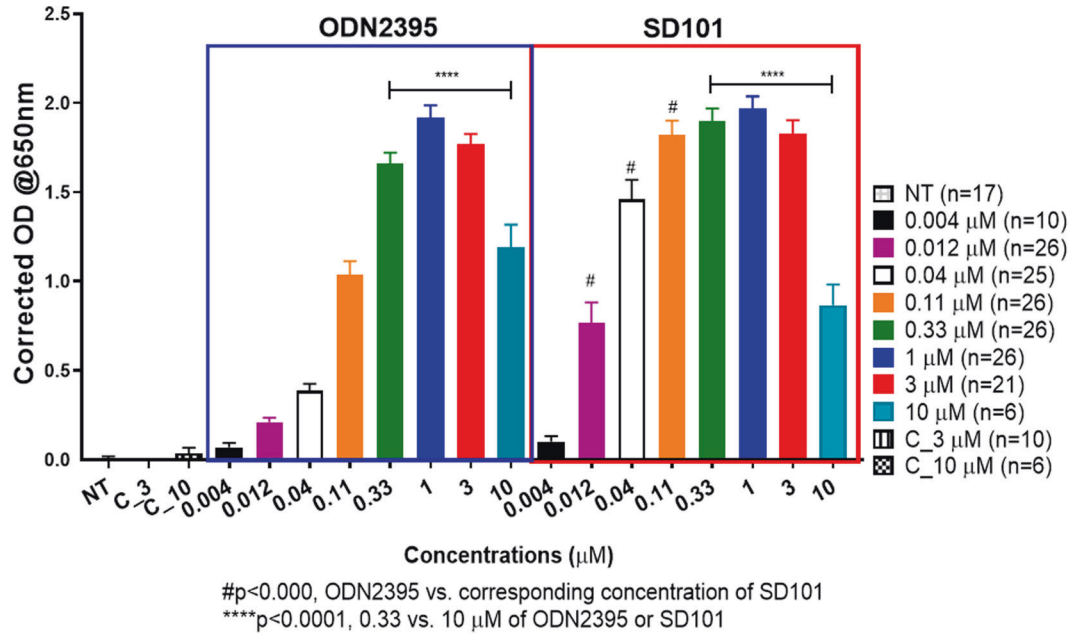 ODN2395 SD101
2.5
2.0
1.5
1.0
0.5
0.0
Corrected OD @650nm
**** ****
# # #
NT C_3 C_10 0.004 0.012 0.04 0.11 0.33 1 3 10 0.004 0.012 0.04 0.11 0.33 1 3 10
Concentrations (μM)
NT (n=17)
0.004 μM (n=10)
0.012 μM (n=26)
0.04 μM (n=25)
0.11 μM (n=26)
0.33 μM (n=26)
1 μM (n=26)
3 μM (n=21)
10 μM (n=6)
C_3 μM (n=10)
C_10 μM (n=6)
#p<0.000, ODN2395 vs. corresponding concentration of SD101
****p<0.0001, 0.33 vs. 10 μM of ODN2395 or SD101